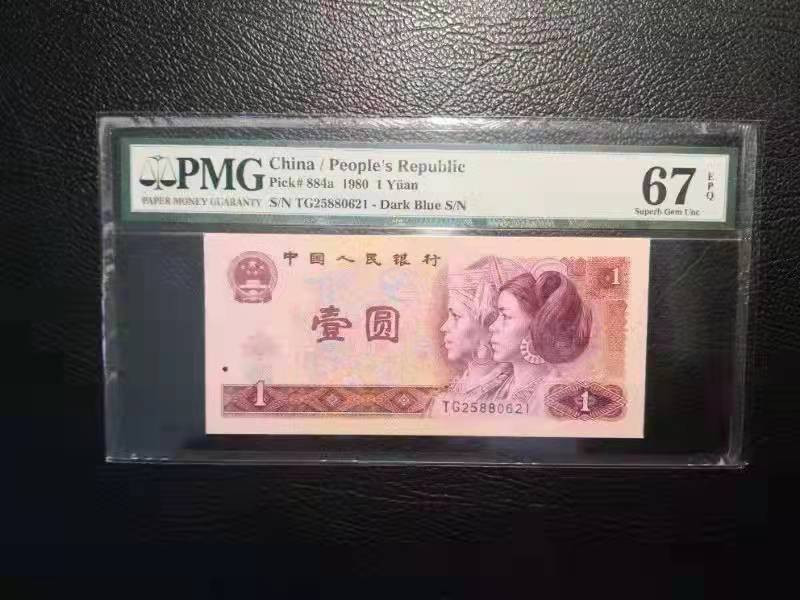 PMG
PAPER MONEY GUARANTY
China / People's Republic
Pick# 884a 1980 1 Yüan
S/N TG25880621 - Dark Blue S/N
67
EPQ
Superb Gem Unc
中国人民银行
1
壹圆
1
TG25880621
1